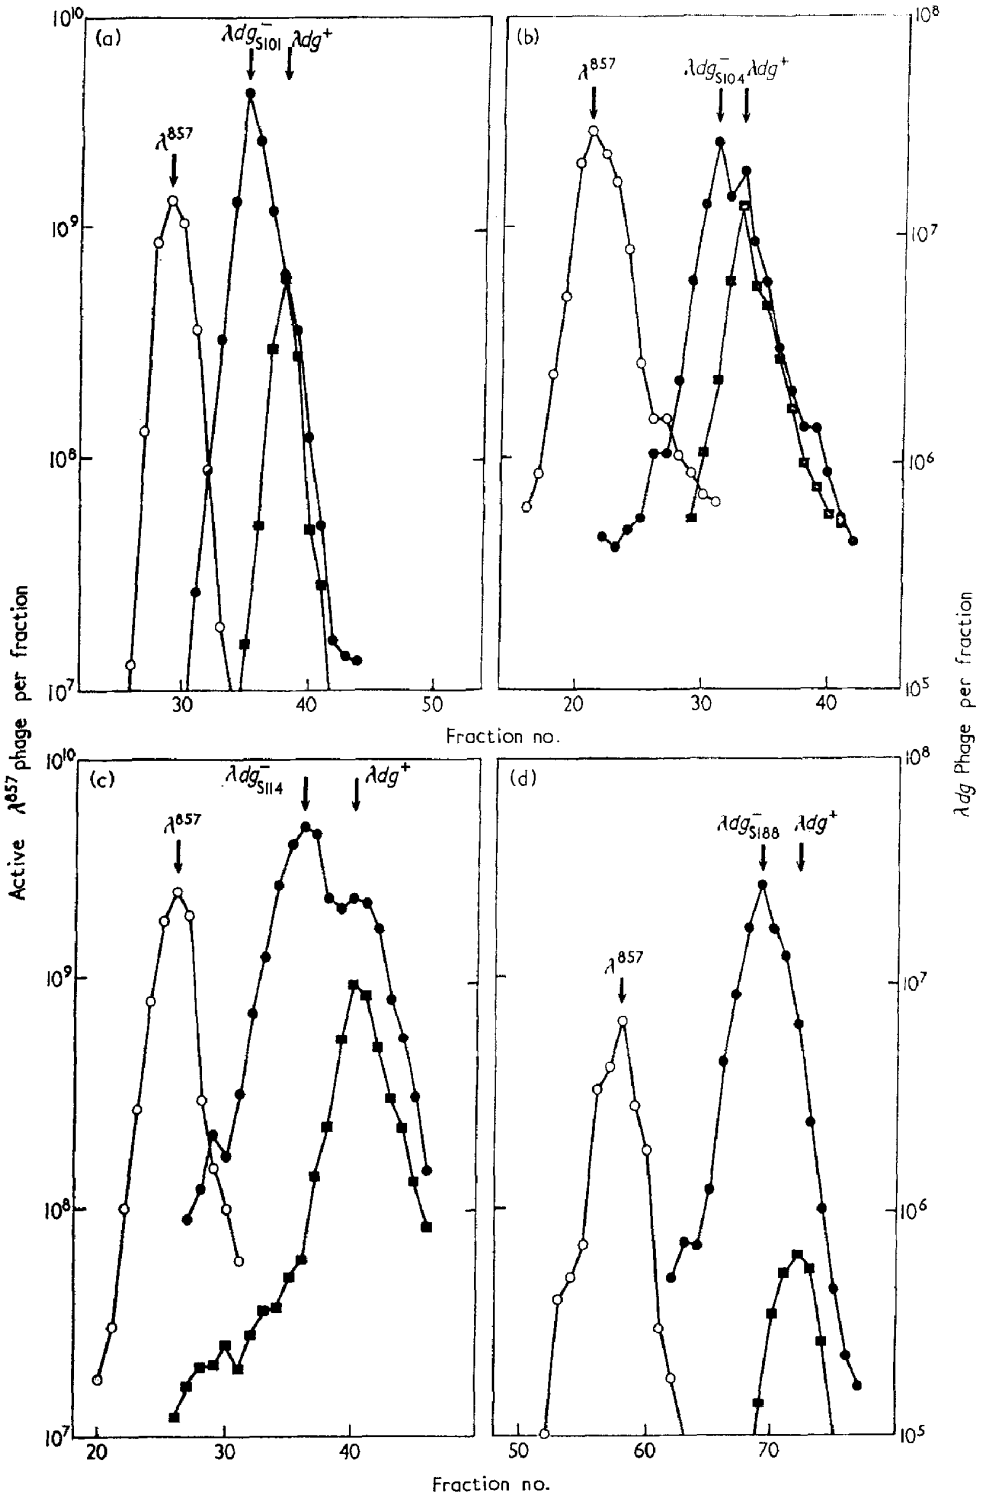 (a)
10¹⁰
10⁹
10⁸
10⁷
λ⁸⁵⁷
λdg⁻S101
λdg⁺
30 40 50
(b)
λ⁸⁵⁷
λdg⁻S104 λdg⁺
10⁸
10⁷
10⁶
10⁵
20 30 40
Fraction no.
Active λ⁸⁵⁷ phage per fraction
λdg Phage per fraction
(c)
10¹⁰
10⁹
10⁸
10⁷
λ⁸⁵⁷
λdg⁻S114
λdg⁺
20 30 40
(d)
λ⁸⁵⁷
λdg⁻S188
λdg⁺
10⁸
10⁷
10⁶
10⁵
50 60 70
Fraction no.